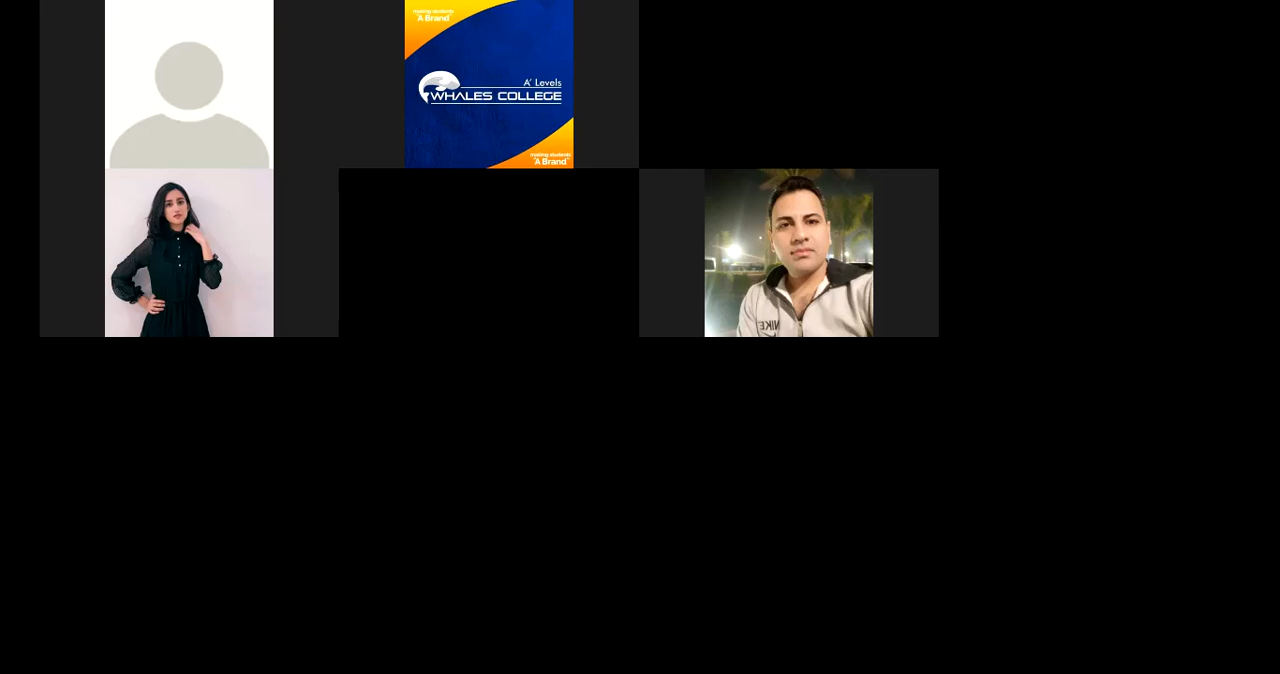 making students
"A Brand"
A' Levels
WHALES COLLEGE
making students
"A Brand"
NIKE